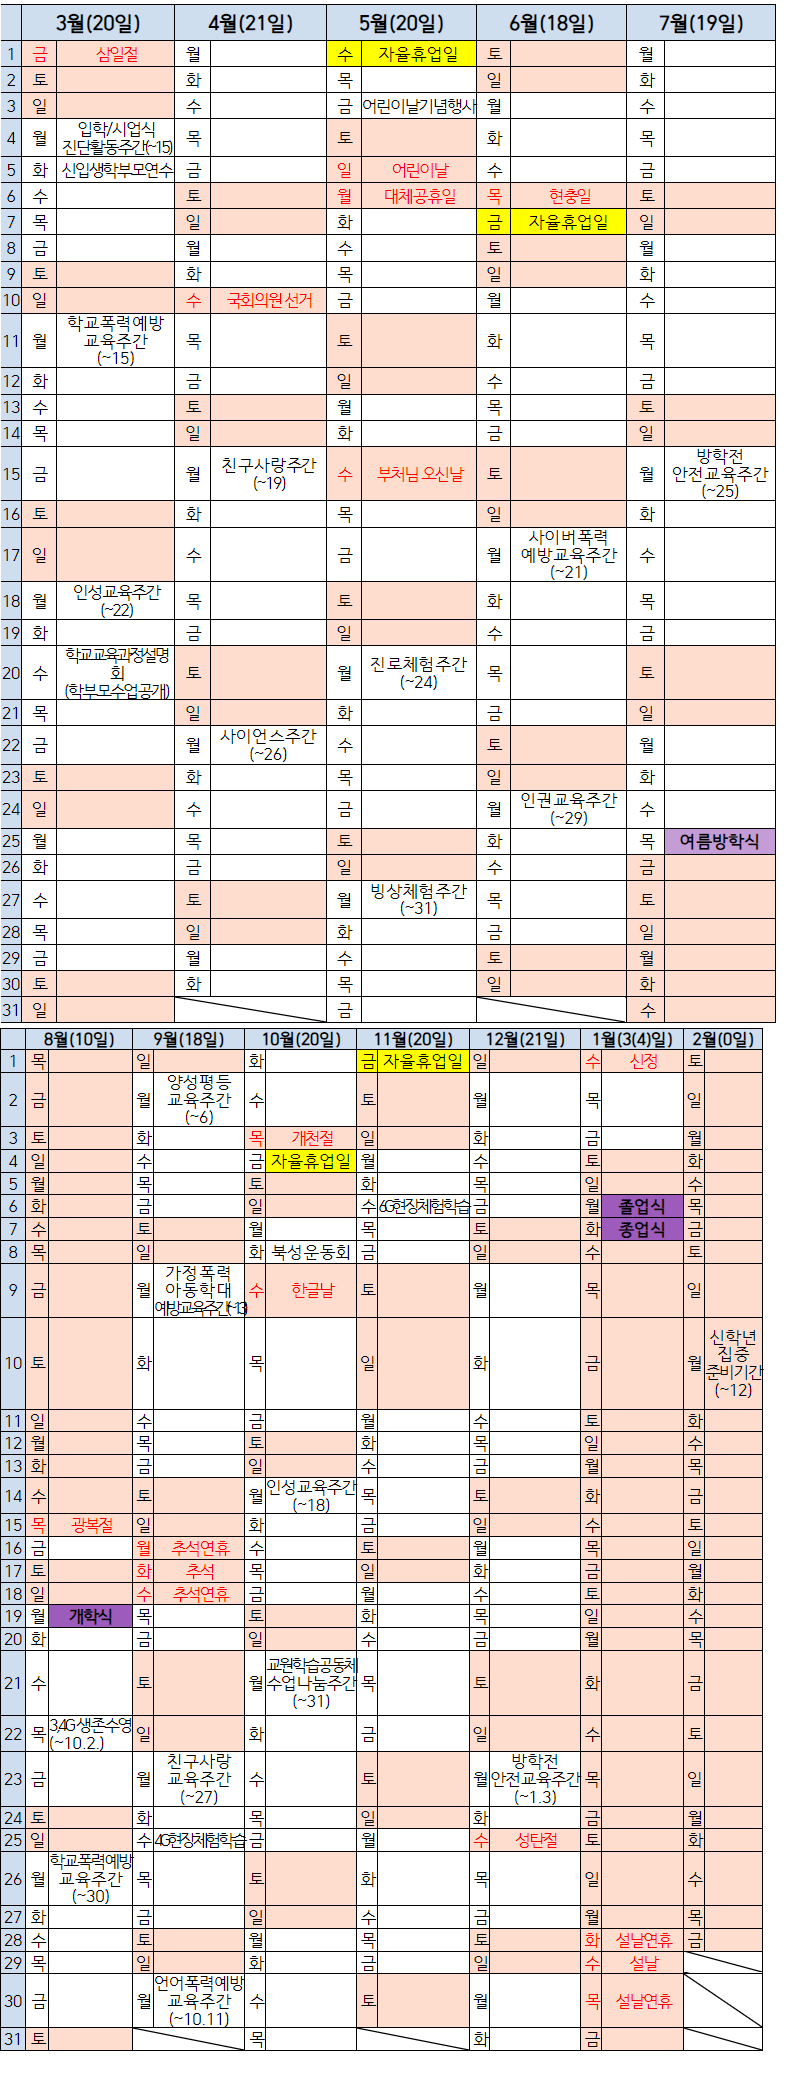 3월(20일) 4월(21일) 5월(20일) 6월(18일) 7월(19일)
1 금 삼일절 월 수 자율휴업일 토 월
2 토 화 목 일 화
3 일 수 금 어린이날기념행사 월 수
4 월 입학/시업식 진단활동주간(~15) 목 토 화 목
5 화 신입생학부모연수 금 일 어린이날 수 금
6 수 토 월 대체공휴일 목 현충일 토
7 목 일 화 금 자율휴업일 일
8 금 월 수 토 월
9 토 화 목 일 화
10 일 수 국회의원 선거 금 월 수
11 월 학교폭력예방 교육주간 (~15) 목 토 화 목
12 화 금 일 수 금
13 수 토 월 목 토
14 목 일 화 금 일
15 금 월 친구사랑주간 (~19) 수 부처님 오신날 토 월 방학전 안전교육주간 (~25)
16 토 화 목 일 화
17 일 수 금 월 사이버폭력 예방교육주간 (~21) 수
18 월 인성교육주간 (~22) 목 토 화 목
19 화 금 일 수 금
20 수 학교교육과정설명회 (학부모수업공개) 토 월 진로체험주간 (~24) 목 토
21 목 일 화 금 일
22 금 월 사이언스주간 (~26) 수 토 월
23 토 화 목 일 화
24 일 수 금 월 인권교육주간 (~29) 수
25 월 목 토 화 목 여름방학식
26 화 금 일 수 금
27 수 토 월 빙상체험주간 (~31) 목 토
28 목 일 화 금 일
29 금 월 수 토 월
30 토 화 목 일 화
31 일 금 수
8월(10일) 9월(18일) 10월(20일) 11월(20일) 12월(21일) 1월(3(4)일) 2월(0일)
1 목 일 화 금 자율휴업일 일 수 신정 토
2 금 월 양성평등 교육주간 (~6) 수 토 월 목 일
3 토 화 목 개천절 일 화 금 월
4 일 수 금 자율휴업일 월 수 토 화
5 월 목 토 화 목 일 수
6 화 금 일 수 6G현장체험학습 금 월 졸업식 목
7 수 토 월 목 토 화 종업식 금
8 목 일 화 북성운동회 금 일 수 토
9 금 월 가정폭력 아동학대 예방교육주간(~13) 수 한글날 토 월 목 일
10 토 화 목 일 화 금 월 신학년 집중 준비기간 (~12)
11 일 수 금 월 수 토 화
12 월 목 토 화 목 일 수
13 화 금 일 수 금 월 목
14 수 토 월 인성교육주간 (~18) 목 토 화 금
15 목 광복절 일 화 금 일 수 토
16 금 월 추석연휴 수 토 월 목 일
17 토 화 추석 목 일 화 금 월
18 일 수 추석연휴 금 월 수 토 화
19 월 개학식 목 토 화 목 일 수
20 화 금 일 수 금 월 목
21 수 토 월 교원학습공동체 수업나눔주간 (~31) 목 토 화 금
22 목 3,4G 생존수영 (~10.2.) 일 화 금 일 수 토
23 금 월 친구사랑 교육주간 (~27) 수 토 월 방학전 안전교육주간 (~1.3) 목 일
24 토 화 목 일 화 금 월
25 일 수 4G현장체험학습 금 월 수 성탄절 토 화
26 월 학교폭력예방 교육주간 (~30) 목 토 화 목 일 수
27 화 금 일 수 금 월 목
28 수 토 월 목 토 화 설날연휴 금
29 목 일 화 금 일 수 설날
30 금 월 언어폭력예방 교육주간 (~10.11) 수 토 월 목 설날연휴
31 토 목 화 금